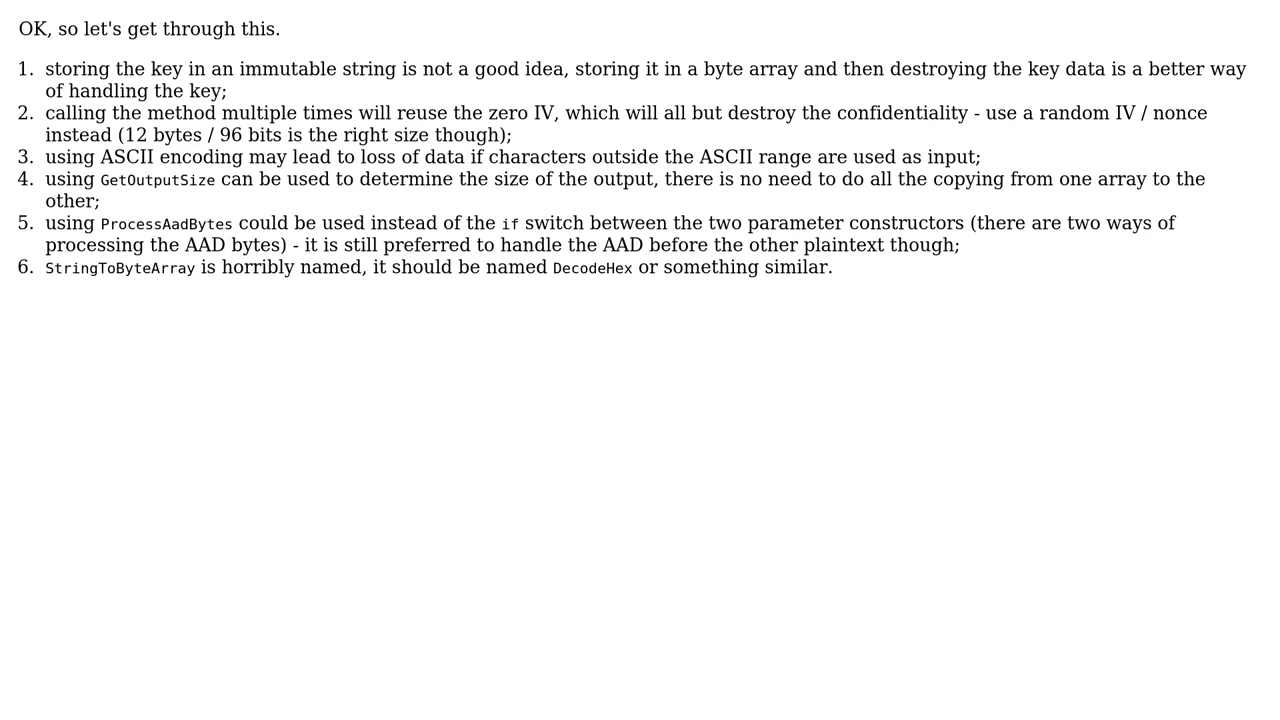 OK, so let's get through this.
1. storing the key in an immutable string is not a good idea, storing it in a byte array and then destroying the key data is a better way
of handling the key;
2. calling the method multiple times will reuse the zero IV, which will all but destroy the confidentiality - use a random IV / nonce
instead (12 bytes / 96 bits is the right size though);
3. using ASCII encoding may lead to loss of data if characters outside the ASCII range are used as input;
4. using GetOutputSize can be used to determine the size of the output, there is no need to do all the copying from one array to the
other;
5. using ProcessAadBytes could be used instead of the if switch between the two parameter constructors (there are two ways of
processing the AAD bytes) - it is still preferred to handle the AAD before the other plaintext though;
6. StringToByteArray is horribly named, it should be named DecodeHex or something similar.